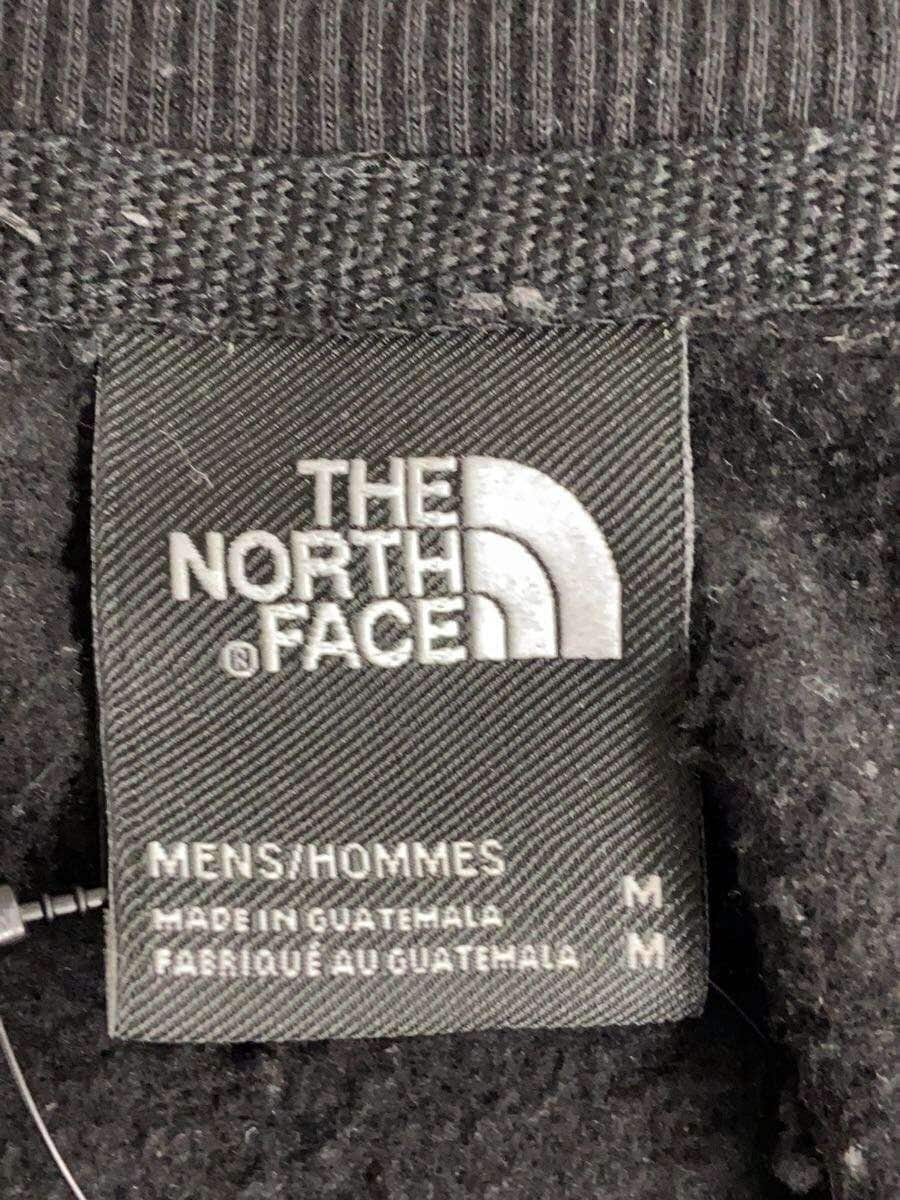 THE
NORTH
®FACE
MENS/HOMMES
MADE IN GUATEMALA M
FABRIQUÉ AU GUATEMALA M